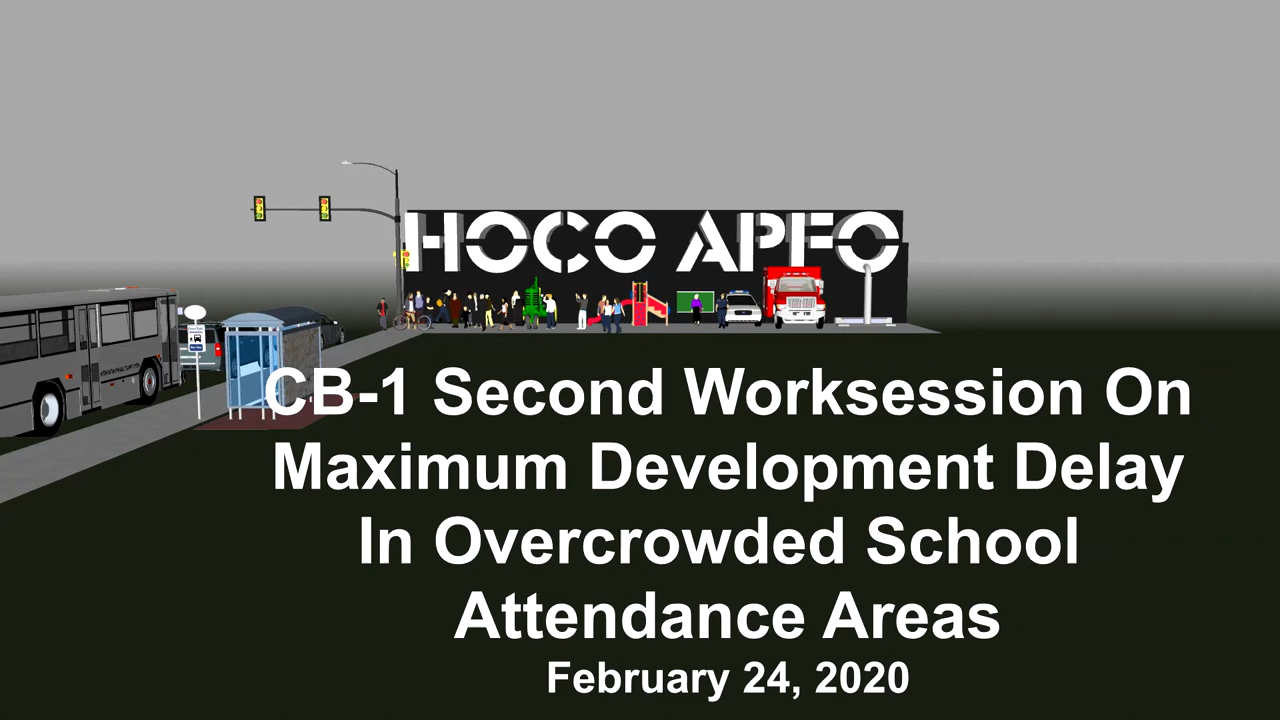 HOCO APFO
CB-1 Second Worksession On
Maximum Development Delay
In Overcrowded School
Attendance Areas
February 24, 2020